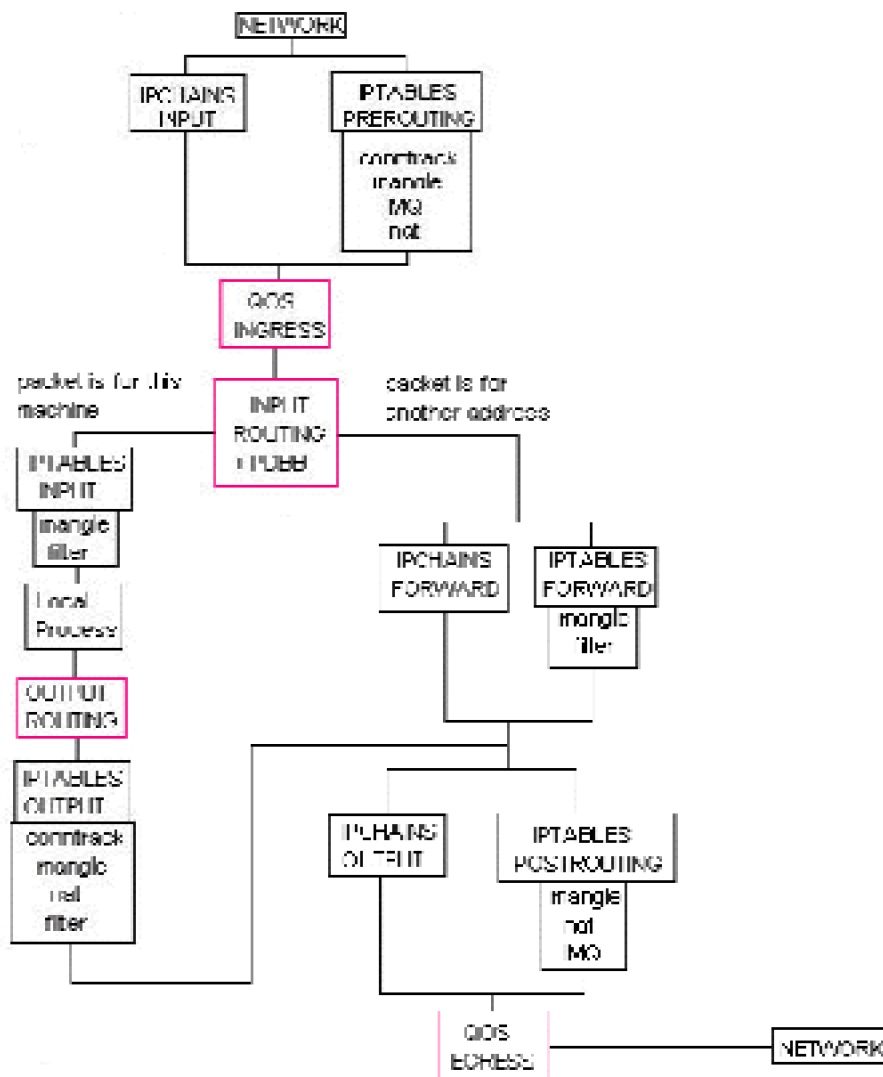 NETWORK
IPCHAINS
INPUT
IPTABLES
PREROUTING
conntrack
mangle
IMQ
nat
QOS
INGRESS
packet is for this
machine
packet is for
another address
INPUT
ROUTING
IPTABLES
INPUT
mangle
filter
Local
Process
OUTPUT
ROUTING
IPTABLES
OUTPUT
conntrack
mangle
nat
filter
IPCHAINS
FORWARD
IPTABLES
FORWARD
mangle
filter
IPCHAINS
OUTPUT
IPTABLES
POSTROUTING
mangle
nat
IMQ
QOS
EGRESS
NETWORK